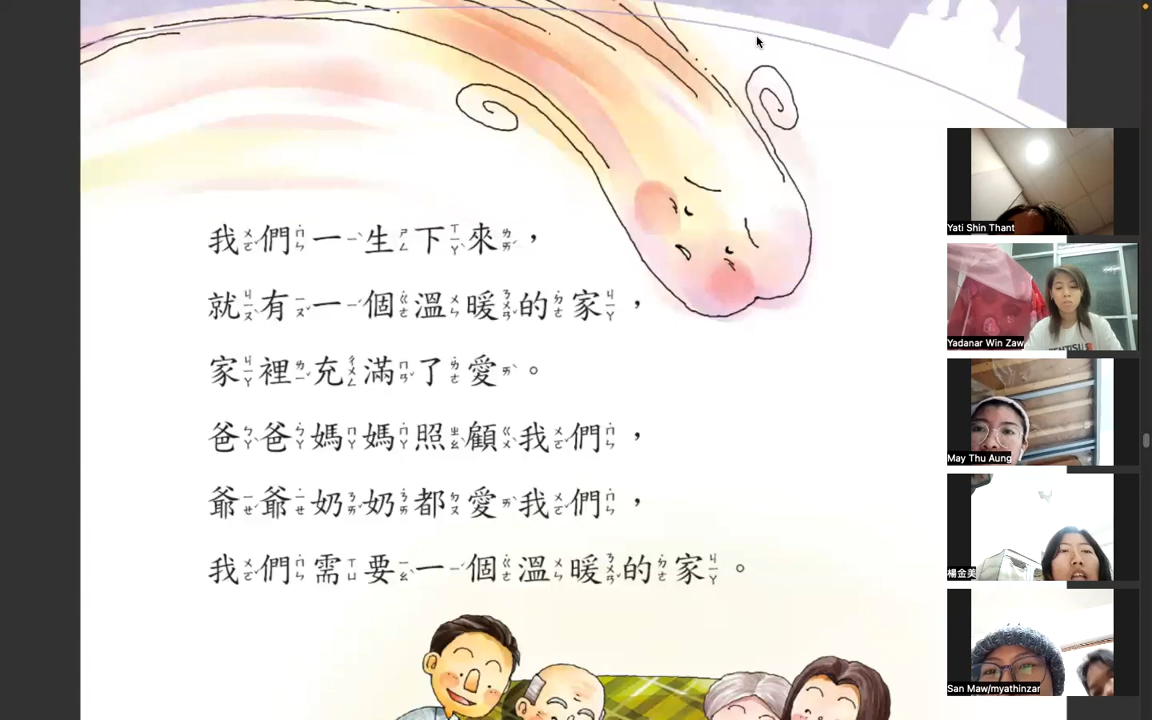 我們一生下來，
就有一個溫暖的家，
家裡充滿了愛。
爸爸媽媽照顧我們，
爺爺奶奶都愛我們，
我們需要一個溫暖的家。
Yati Shin Thant
Yadanar Win Zaw
May Thu Aung
楊金美
San Maw/myathinzar